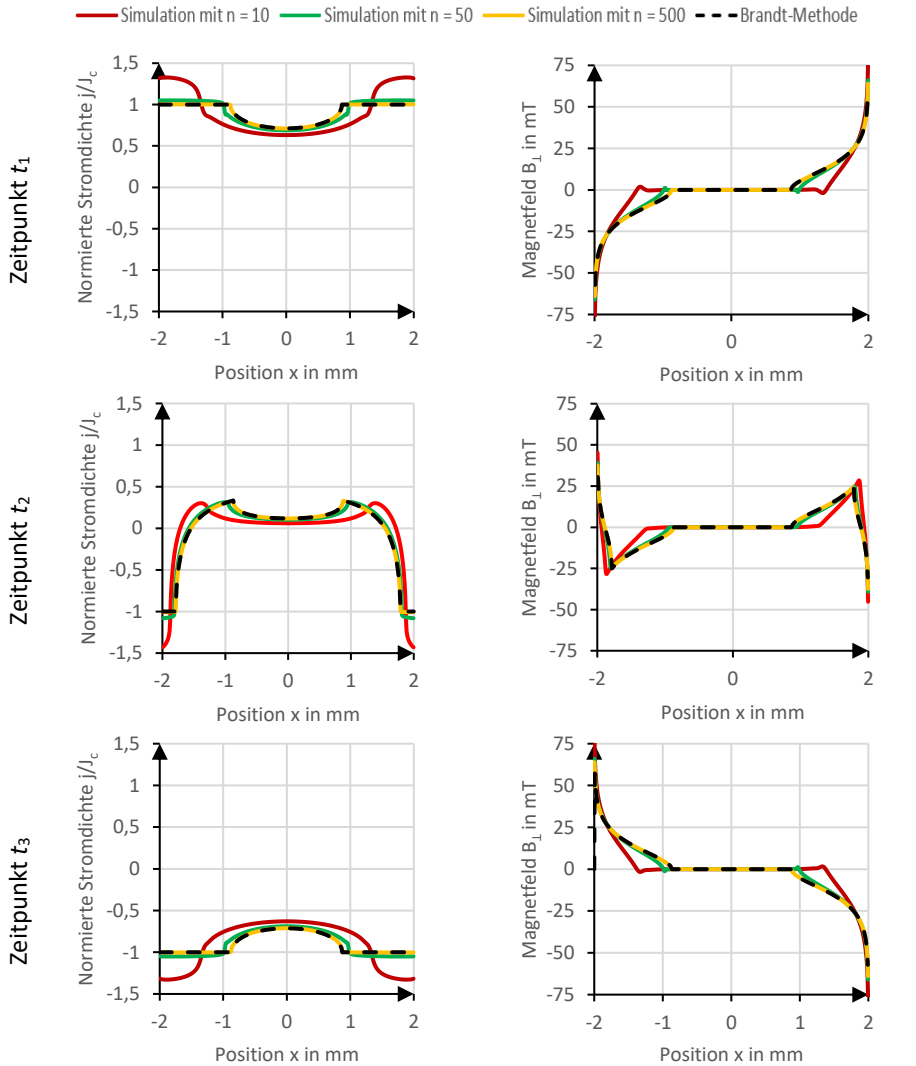 Simulation mit n = 10 Simulation mit n = 50 Simulation mit n = 500 Brandt-Methode
Zeitpunkt t1
Normierte Stromdichte j/Jc
1,5
1
0,5
0
-0,5
-1
-1,5
-2 -1 0 1 2
Position x in mm
Magnetfeld B⊥ in mT
75
50
25
0
-25
-50
-75
-2 -1 0 1 2
Position x in mm
Zeitpunkt t2
Normierte Stromdichte j/Jc
1,5
1
0,5
0
-0,5
-1
-1,5
-2 -1 0 1 2
Position x in mm
Magnetfeld B⊥ in mT
75
50
25
0
-25
-50
-75
-2 -1 0 1 2
Position x in mm
Zeitpunkt t3
Normierte Stromdichte j/Jc
1,5
1
0,5
0
-0,5
-1
-1,5
-2 -1 0 1 2
Position x in mm
Magnetfeld B⊥ in mT
75
50
25
0
-25
-50
-75
-2 -1 0 1 2
Position x in mm